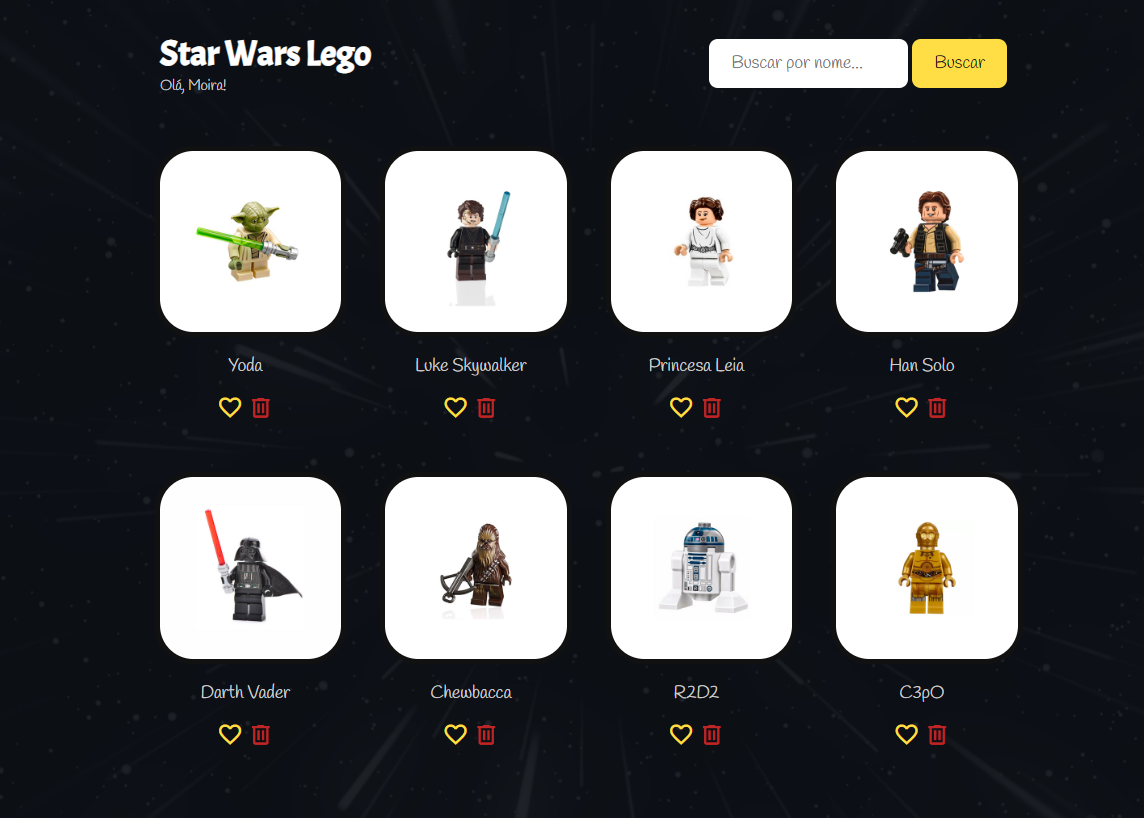 Star Wars Lego
Olá, Moira!
Buscar por nome... Buscar
Yoda Luke Skywalker Princesa Leia Han Solo
Darth Vader Chewbacca R2D2 C3pO